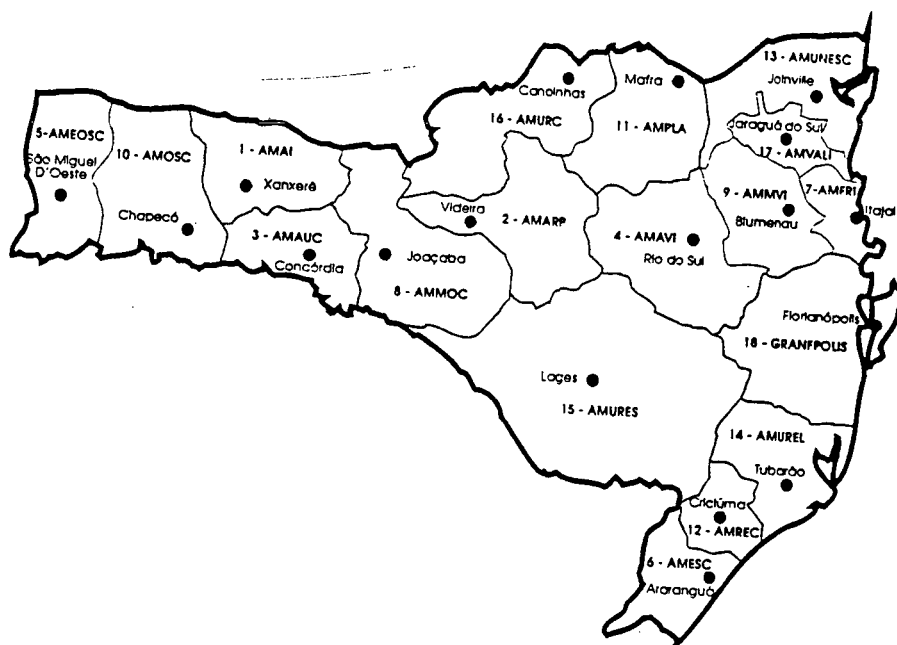 13 - AMUNESC
Joinville
Canoinhas
Mafra
16 - AMURC
11 - AMPLA
Jaraguá do Sul
17 - AMVALI
5-AMEOSC
São Miguel
D'Oeste
10 - AMOSC
Chapecó
1 - AMAI
Xanxerê
3 - AMAUC
Concórdia
Videira
2 - AMARP
Joaçaba
8 - AMMOC
4 - AMAVI
Rio do Sul
9 - AMMVI
Blumenau
7-AMFRI
Itajaí
Florianópolis
18 - GRANFPOLIS
Lages
15 - AMURES
14 - AMUREL
Tubarão
Criciúma
12 - AMREC
6 - AMESC
Araranguá